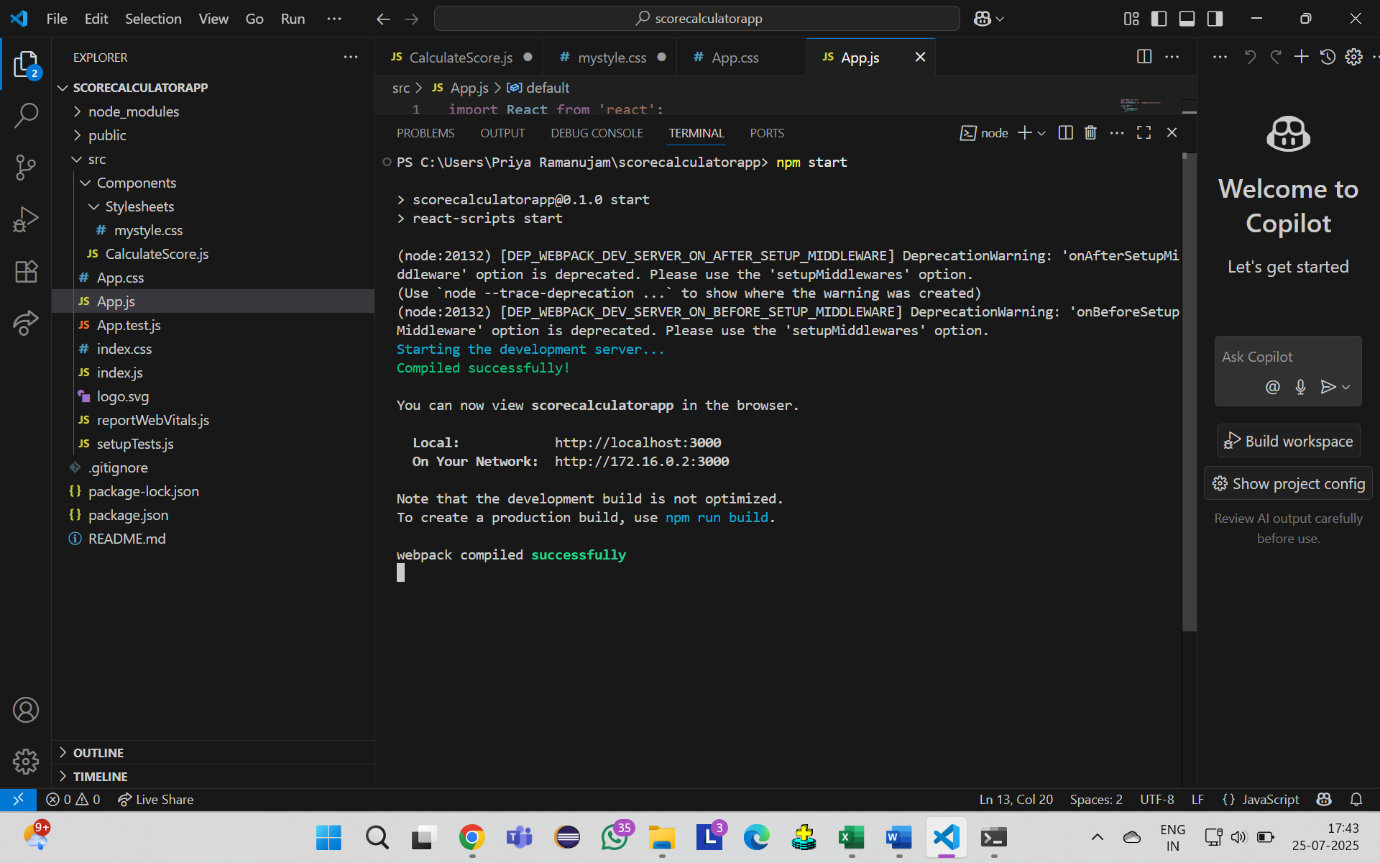 File Edit Selection View Go Run ···
scorecalculatorapp
EXPLORER
SCORECALCULATORAPP
node_modules
public
src
Components
Stylesheets
# mystyle.css
JS CalculateScore.js
# App.css
JS App.js
JS App.test.js
# index.css
JS index.js
logo.svg
JS reportWebVitals.js
JS setupTests.js
.gitignore
{} package-lock.json
{} package.json
README.md
OUTLINE
TIMELINE
2
JS CalculateScore.js # mystyle.css # App.css JS App.js
src > JS App.js > default
1 import React from 'react';
PROBLEMS OUTPUT DEBUG CONSOLE TERMINAL PORTS
node
PS C:\Users\Priya Ramanujam\scorecalculatorapp> npm start
> scorecalculatorapp@0.1.0 start
> react-scripts start
(node:20132) [DEP_WEBPACK_DEV_SERVER_ON_AFTER_SETUP_MIDDLEWARE] DeprecationWarning: 'onAfterSetupMi
ddleware' option is deprecated. Please use the 'setupMiddlewares' option.
(Use `node --trace-deprecation ...` to show where the warning was created)
(node:20132) [DEP_WEBPACK_DEV_SERVER_ON_BEFORE_SETUP_MIDDLEWARE] DeprecationWarning: 'onBeforeSetup
Middleware' option is deprecated. Please use the 'setupMiddlewares' option.
Starting the development server...
Compiled successfully!
You can now view scorecalculatorapp in the browser.
Local: http://localhost:3000
On Your Network: http://172.16.0.2:3000
Note that the development build is not optimized.
To create a production build, use npm run build.
webpack compiled successfully
Welcome to
Copilot
Let's get started
Ask Copilot
@
Build workspace
Show project config
Review AI output carefully
before use.
0 0 Live Share
Ln 13, Col 20 Spaces: 2 UTF-8 LF {} JavaScript
9+
35
L 3
ENG
IN
17:43
25-07-2025